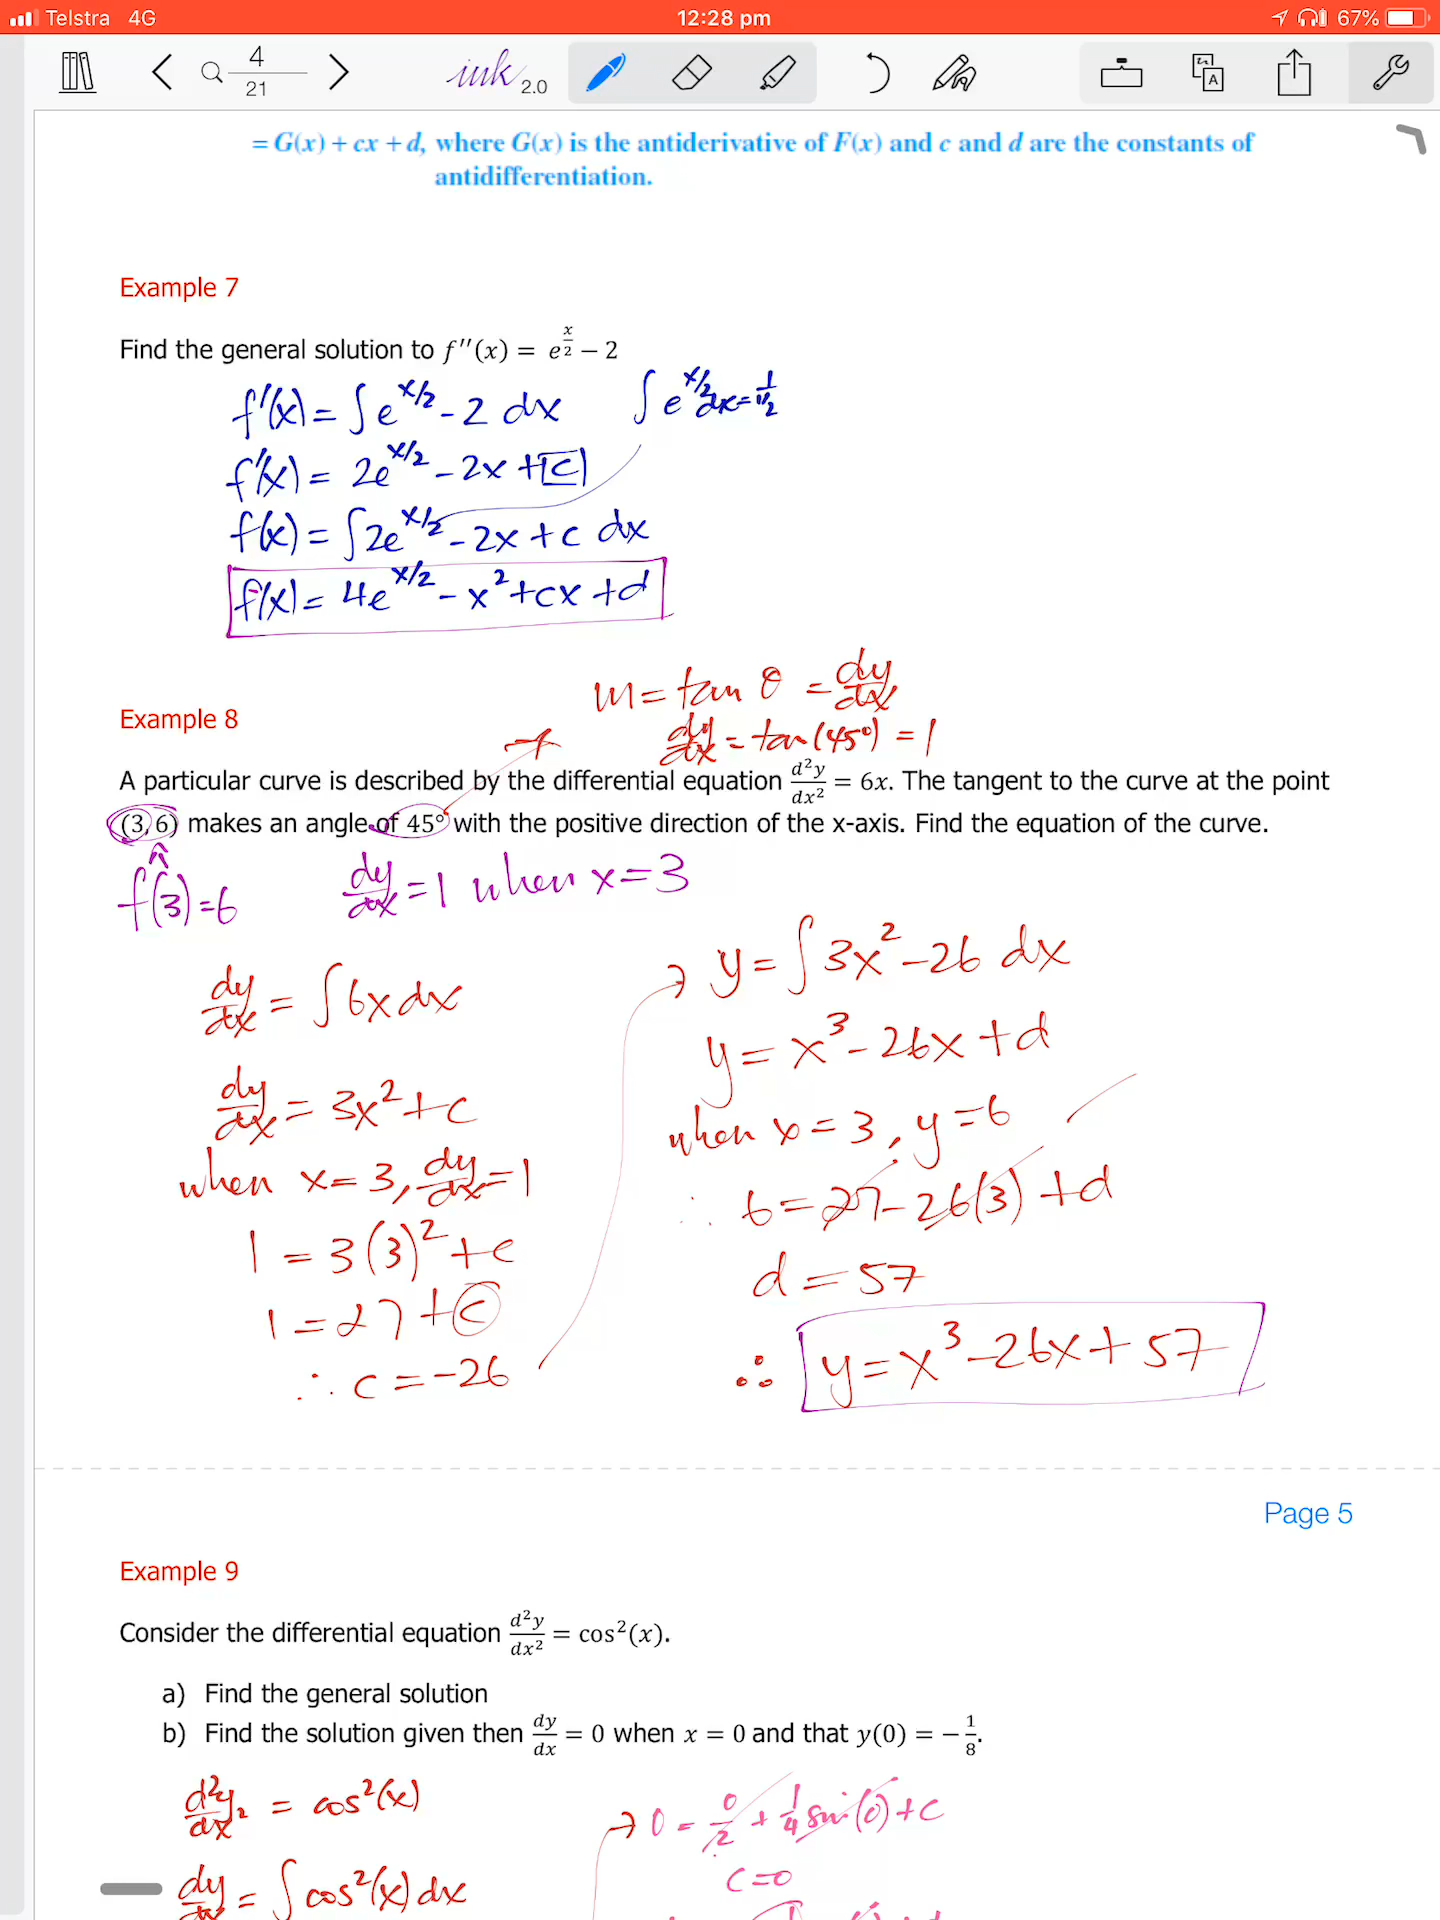 Telstra 4G 12:28 pm 67%
4
21
ink 2.0
= G(x) + cx + d, where G(x) is the antiderivative of F(x) and c and d are the constants of
antidifferentiation.
Example 7
Find the general solution to f''(x) = e^(x/2) − 2
f'(x) = ∫ e^(x/2) - 2 dx
∫ e^(x/2) dx = 1/(1/2)
f'(x) = 2e^(x/2) - 2x + c
f(x) = ∫ 2e^(x/2) - 2x + c dx
f(x) = 4e^(x/2) - x² + cx + d
m = tan θ = dy/dx
Example 8
dy/dx = tan(45°) = 1
A particular curve is described by the differential equation d²y/dx² = 6x. The tangent to the curve at the point
(3, 6) makes an angle of 45° with the positive direction of the x-axis. Find the equation of the curve.
f(3) = 6
dy/dx = 1 when x = 3
dy/dx = ∫ 6x dx
dy/dx = 3x² + c
when x = 3, dy/dx = 1
1 = 3(3)² + c
1 = 27 + c
∴ c = -26
→ y = ∫ 3x² - 26 dx
y = x³ - 26x + d
when x = 3, y = 6
∴ 6 = 27 - 26(3) + d
d = 57
∴ y = x³ - 26x + 57
Page 5
Example 9
Consider the differential equation d²y/dx² = cos²(x).
a) Find the general solution
b) Find the solution given then dy/dx = 0 when x = 0 and that y(0) = −1/8.
d²y/dx² = cos²(x)
dy/dx = ∫ cos²(x) dx
→ 0 = 0/2 + 1/4 sin(0) + c
c = 0